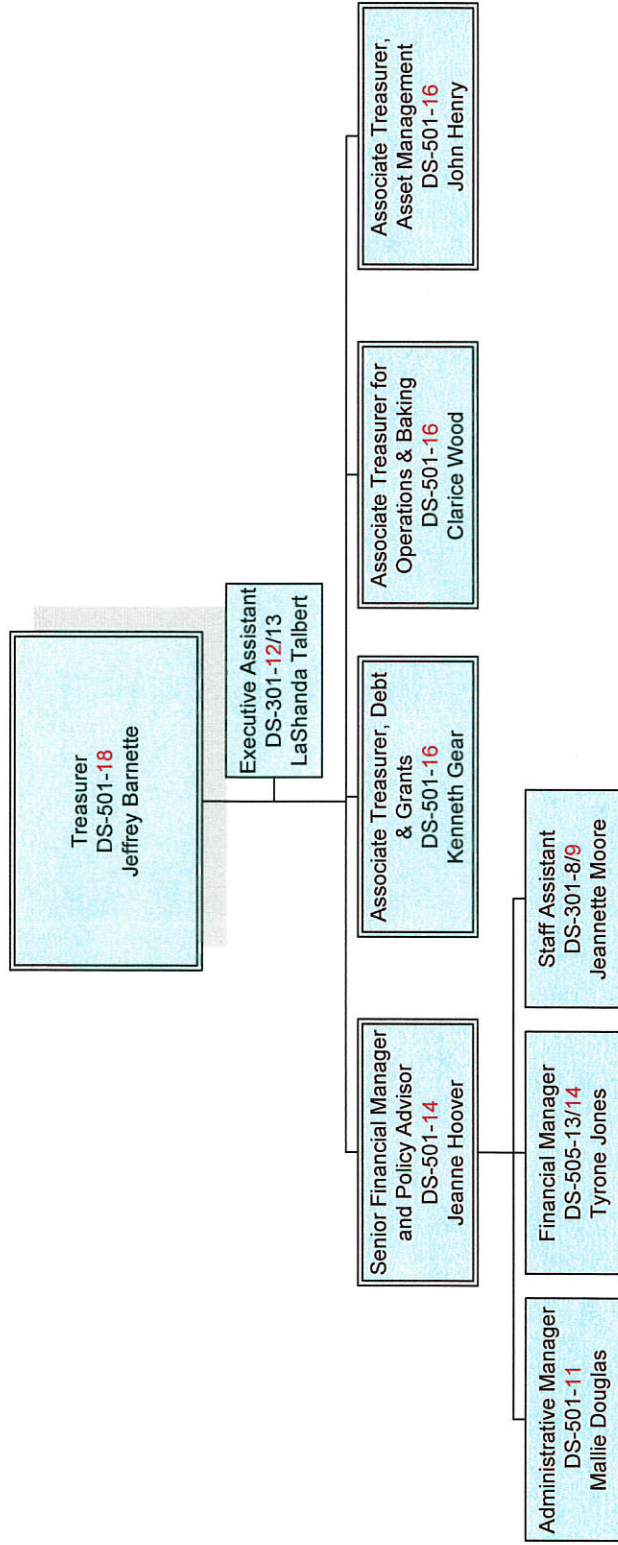 Treasurer
DS-501-18
Jeffrey Barnette
Executive Assistant
DS-301-12/13
LaShanda Talbert
Senior Financial Manager
and Policy Advisor
DS-501-14
Jeanne Hoover
Associate Treasurer, Debt
& Grants
DS-501-16
Kenneth Gear
Associate Treasurer for
Operations & Baking
DS-501-16
Clarice Wood
Associate Treasurer,
Asset Management
DS-501-16
John Henry
Administrative Manager
DS-501-11
Mallie Douglas
Financial Manager
DS-505-13/14
Tyrone Jones
Staff Assistant
DS-301-8/9
Jeannette Moore